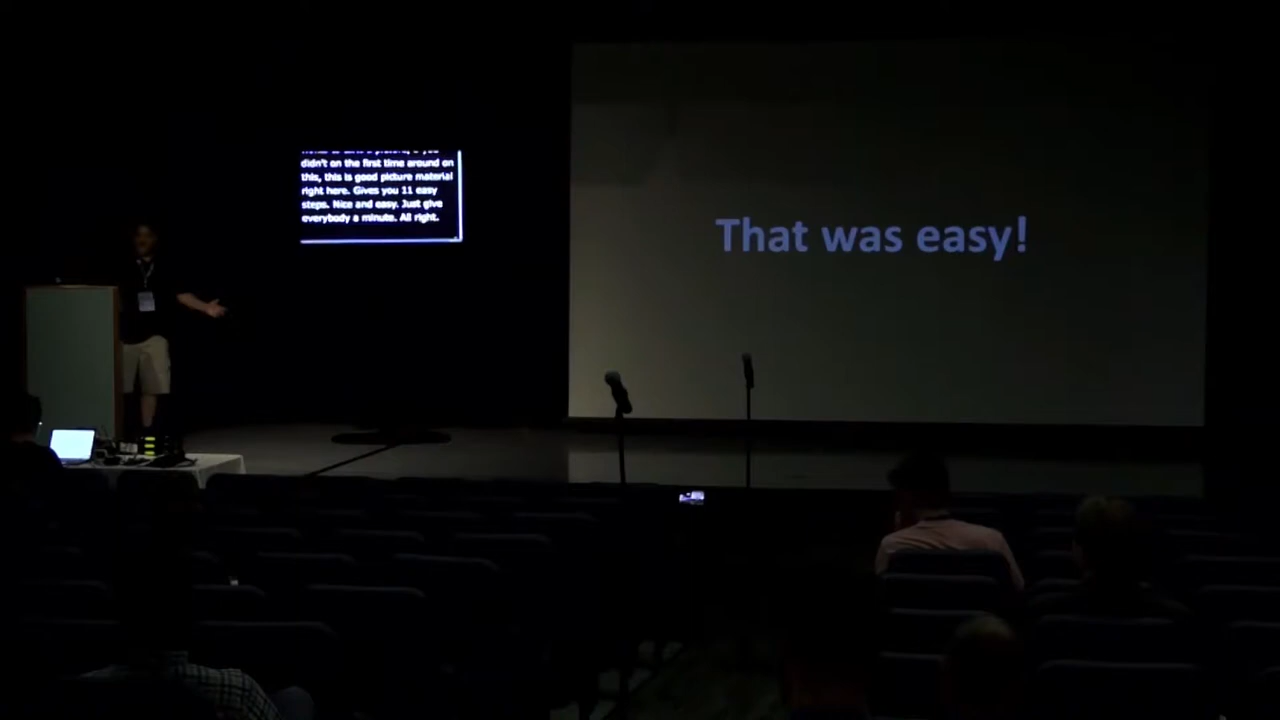 didn't on the first time around on
this, this is good picture material
right here. Gives you 11 easy
steps. Nice and easy. Just give
everybody a minute. All right.
That was easy!